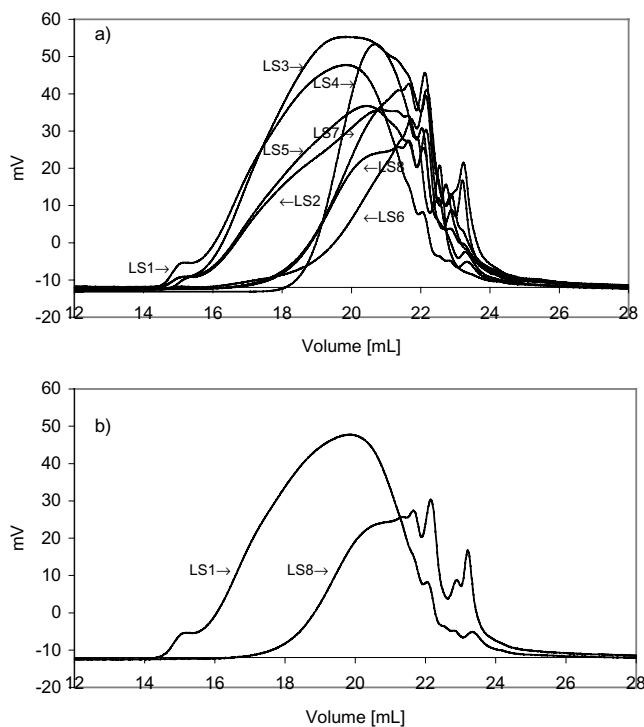 a)
60
50
40
30
20
10
0
-10
-20
mV
LS3→
LS4→
LS7→
LS5→
←LS8
←LS2
←LS6
LS1→
12 14 16 18 20 22 24 26 28
Volume [mL]
b)
60
50
40
30
20
10
0
-10
-20
mV
LS1→
LS8→
12 14 16 18 20 22 24 26 28
Volume [mL]